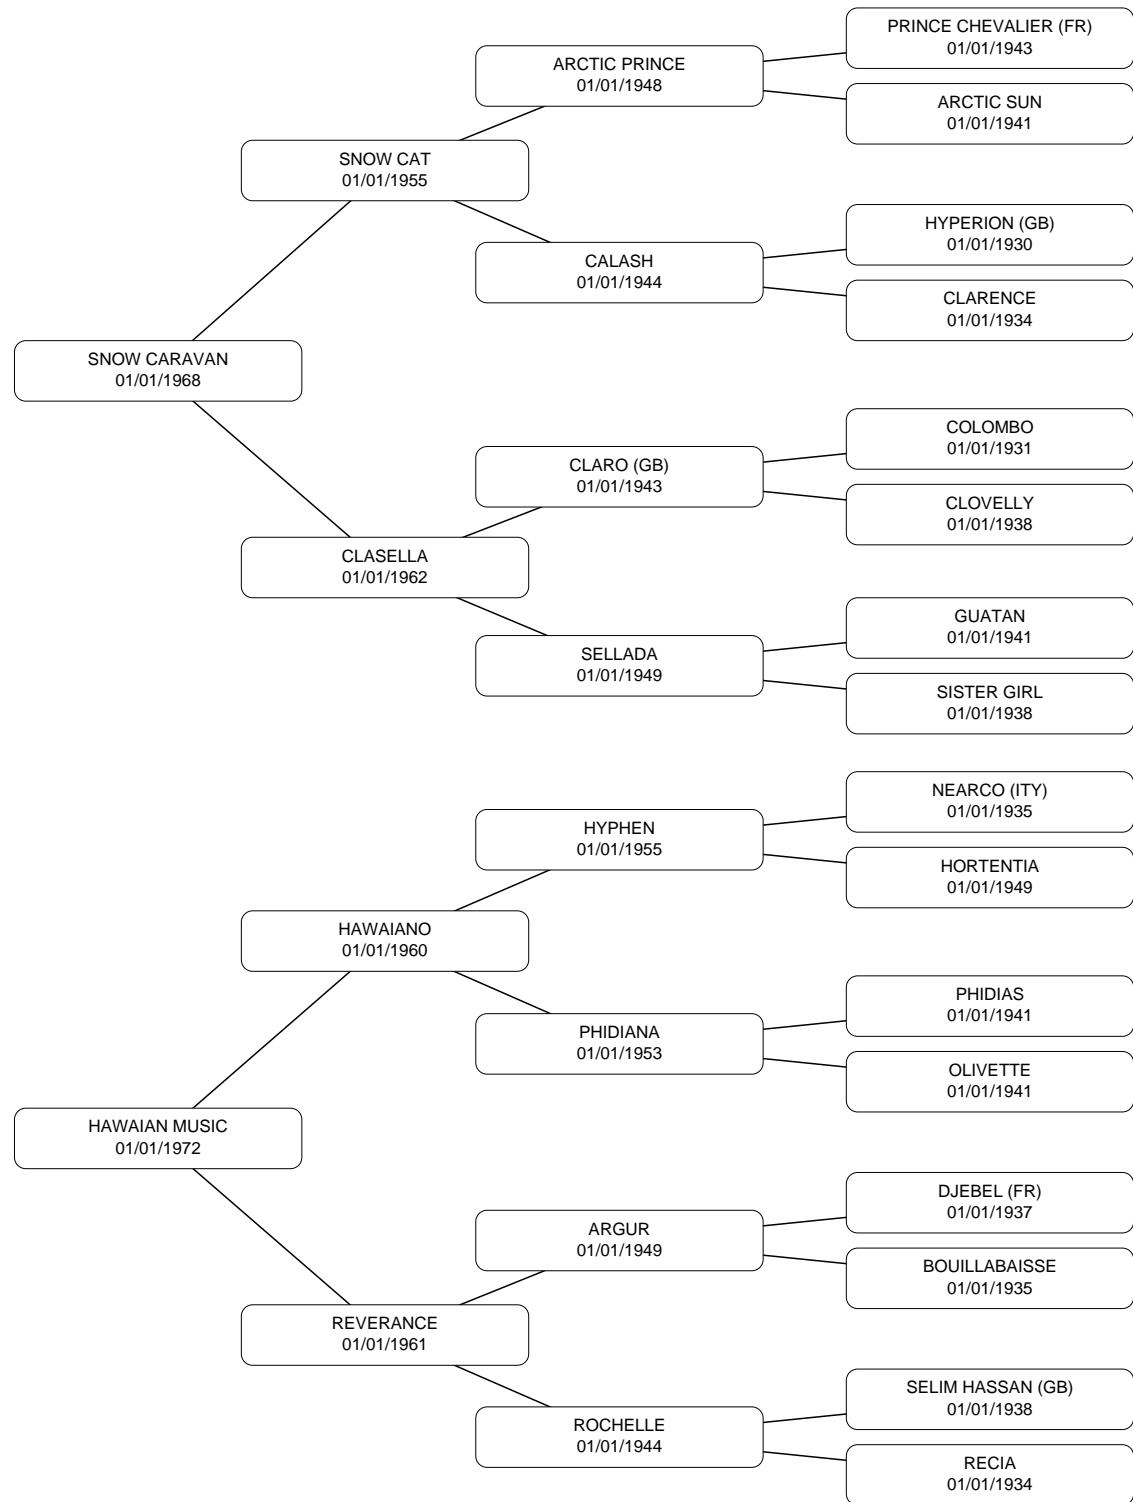 PRINCE CHEVALIER (FR)
01/01/1943
ARCTIC PRINCE
01/01/1948
ARCTIC SUN
01/01/1941
SNOW CAT
01/01/1955
HYPERION (GB)
01/01/1930
CALASH
01/01/1944
CLARENCE
01/01/1934
SNOW CARAVAN
01/01/1968
COLOMBO
01/01/1931
CLARO (GB)
01/01/1943
CLOVELLY
01/01/1938
CLASELLA
01/01/1962
GUATAN
01/01/1941
SELLADA
01/01/1949
SISTER GIRL
01/01/1938
NEARCO (ITY)
01/01/1935
HYPHEN
01/01/1955
HORTENTIA
01/01/1949
HAWAIANO
01/01/1960
PHIDIAS
01/01/1941
PHIDIANA
01/01/1953
OLIVETTE
01/01/1941
HAWAIAN MUSIC
01/01/1972
DJEBEL (FR)
01/01/1937
ARGUR
01/01/1949
BOUILLABAISSE
01/01/1935
REVERANCE
01/01/1961
SELIM HASSAN (GB)
01/01/1938
ROCHELLE
01/01/1944
RECIA
01/01/1934